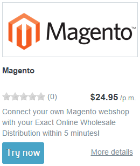 Magento
Magento
(0) $24.95 /p.m.
Connect your own Magento webshop
with your Exact Online Wholesale
Distribution within 5 minutes!
Try now More details